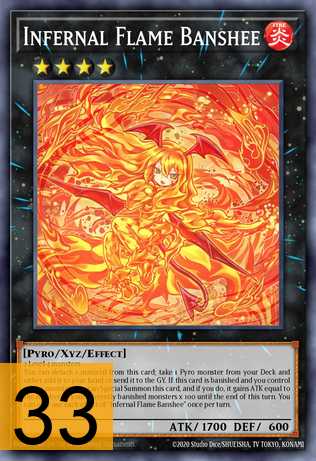 Infernal Flame Banshee
FIRE
炎
[Pyro/Xyz/Effect]
monsters
You can detach 1 material from this card; take 1 Pyro monster from your Deck and
either add it to your hand or send it to the GY. If this card is banished and you control
Special Summon this card, and if you do, it gains ATK equal to
banished monsters x 100 until the end of this turn. You
"Infernal Flame Banshee" once per turn.
ATK/ 1700 DEF/ 600
33
©2020 Studio Dice/SHUEISHA, TV TOKYO, KONAMI